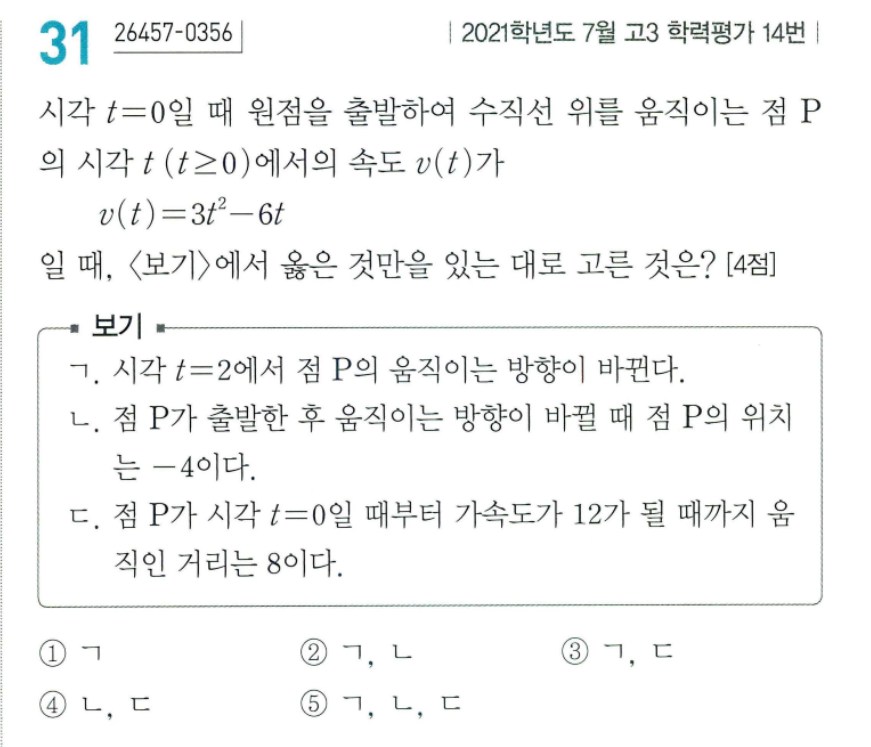 31 26457-0356 | 2021학년도 7월 고3 학력평가 14번 |
시각 t=0일 때 원점을 출발하여 수직선 위를 움직이는 점 P
의 시각 t (t≥0)에서의 속도 v(t)가
v(t)=3t²-6t
일 때, 〈보기〉에서 옳은 것만을 있는 대로 고른 것은? [4점]
보기
ㄱ. 시각 t=2에서 점 P의 움직이는 방향이 바뀐다.
ㄴ. 점 P가 출발한 후 움직이는 방향이 바뀔 때 점 P의 위치
는 -4이다.
ㄷ. 점 P가 시각 t=0일 때부터 가속도가 12가 될 때까지 움
직인 거리는 8이다.
① ㄱ ② ㄱ, ㄴ ③ ㄱ, ㄷ
④ ㄴ, ㄷ ⑤ ㄱ, ㄴ, ㄷ